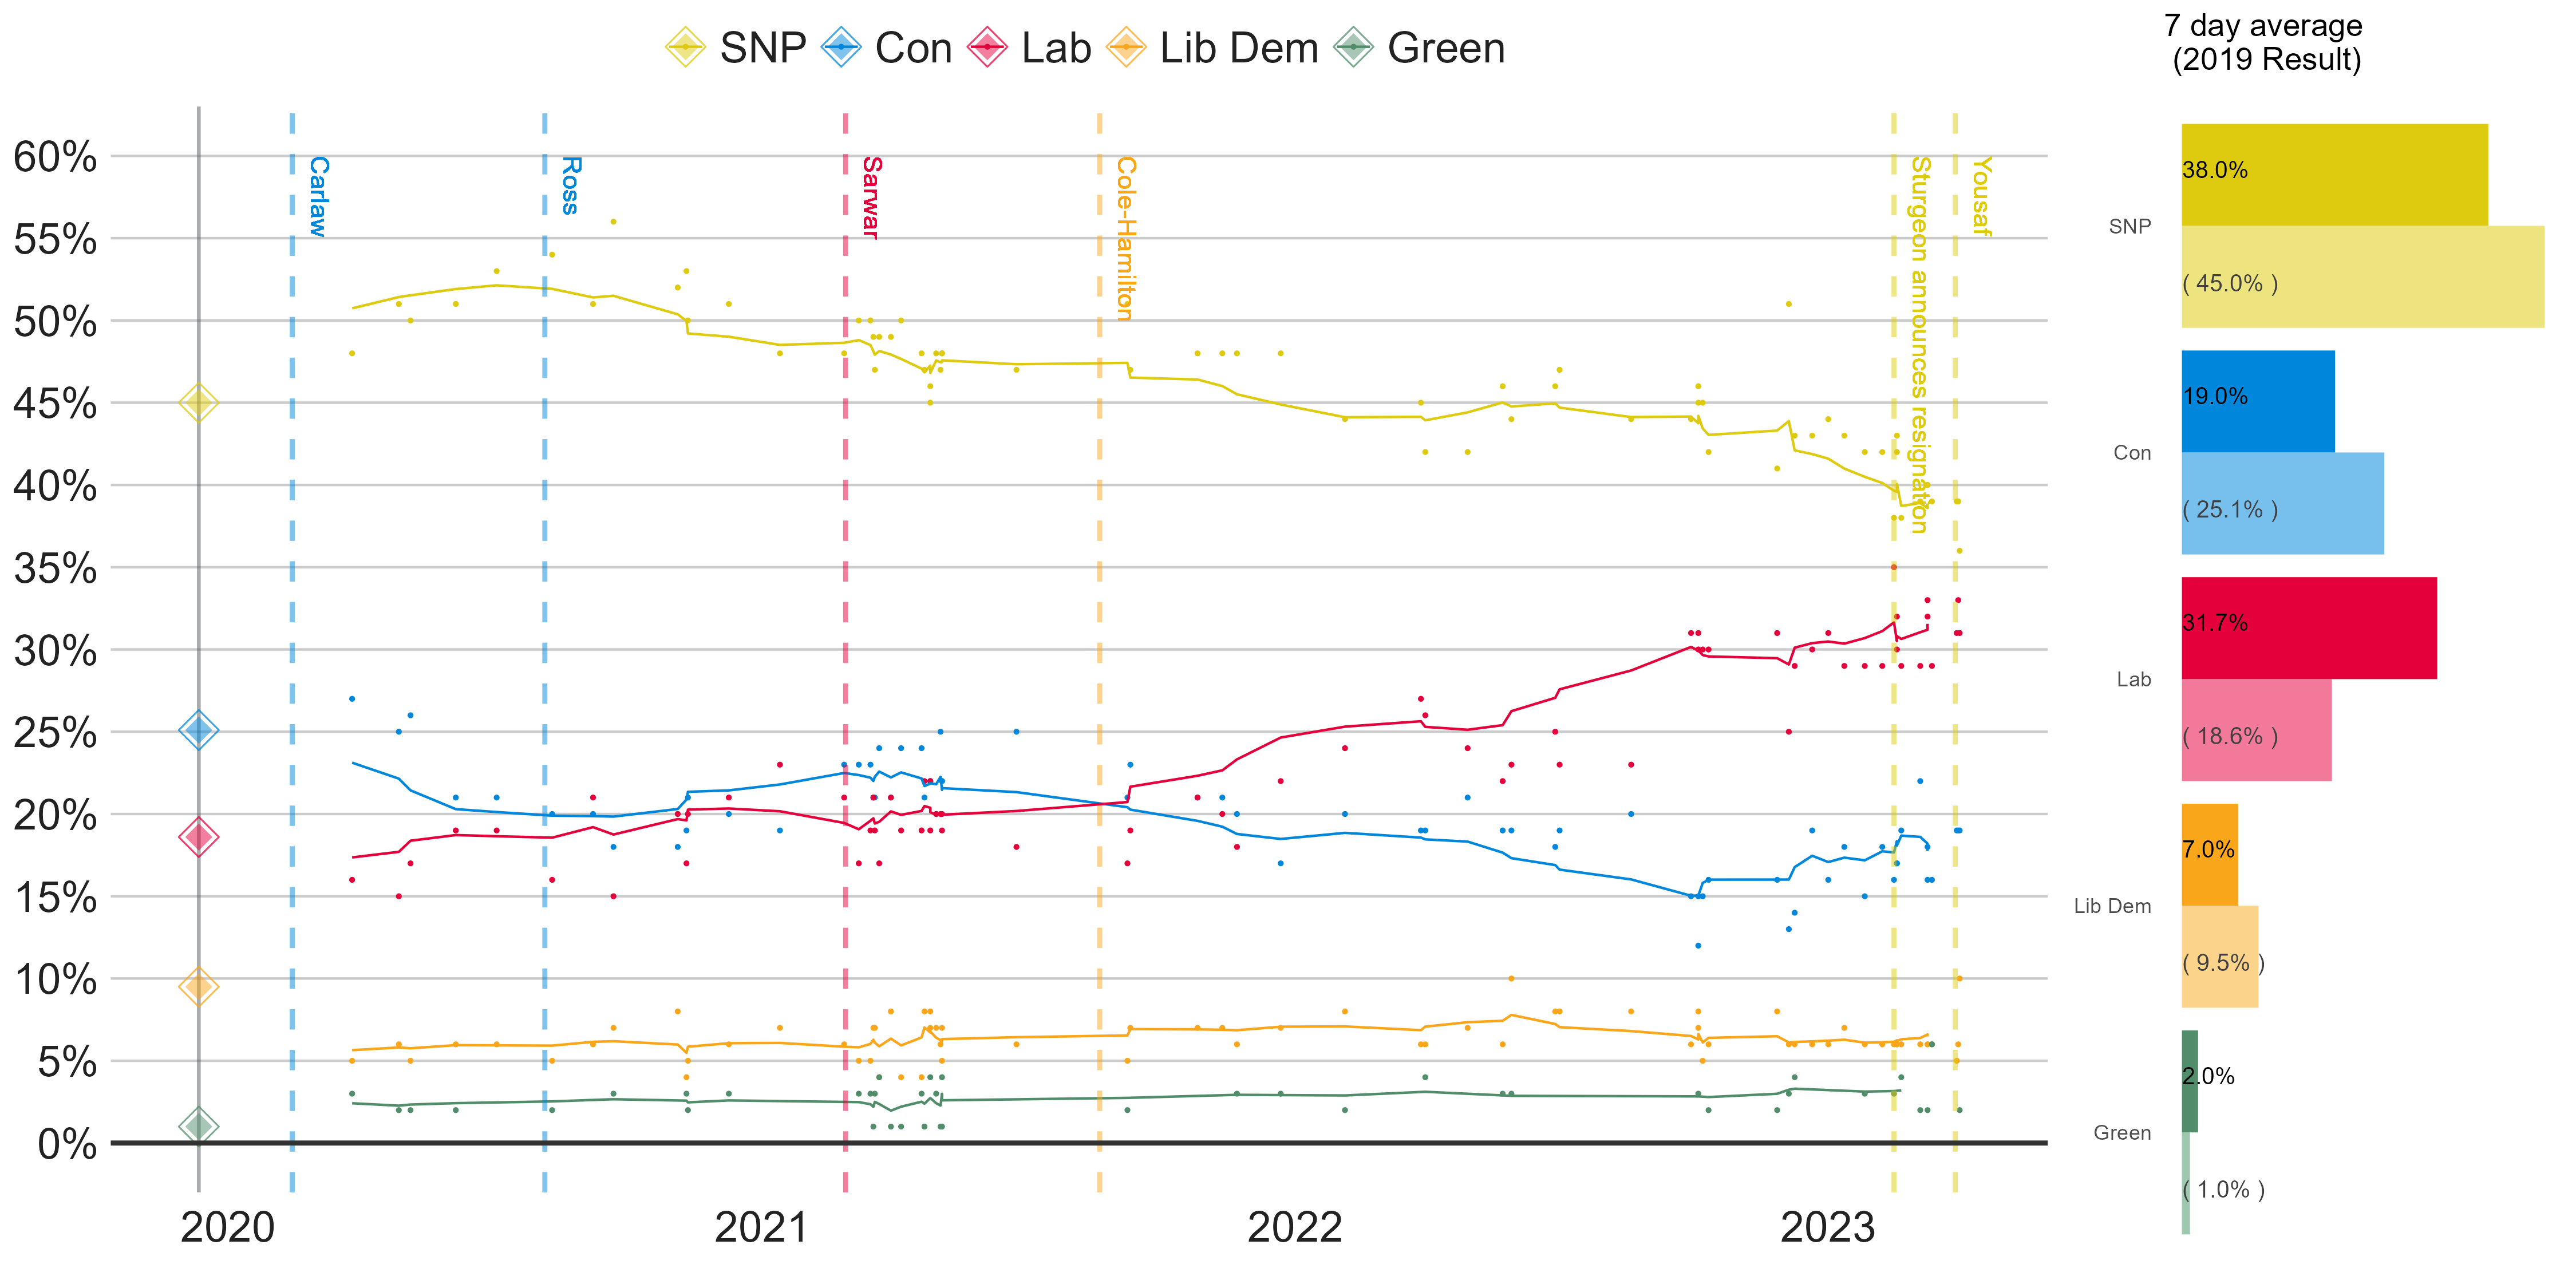 SNP Con Lab Lib Dem Green
7 day average
(2019 Result)
60%
55%
50%
45%
40%
35%
30%
25%
20%
15%
10%
5%
0%
Carlaw
Ross
Sarwar
Cole-Hamilton
Sturgeon announces resignation
Yousaf
2020 2021 2022 2023
SNP
38.0%
( 45.0% )
Con
19.0%
( 25.1% )
Lab
31.7%
( 18.6% )
Lib Dem
7.0%
( 9.5% )
Green
2.0%
( 1.0% )